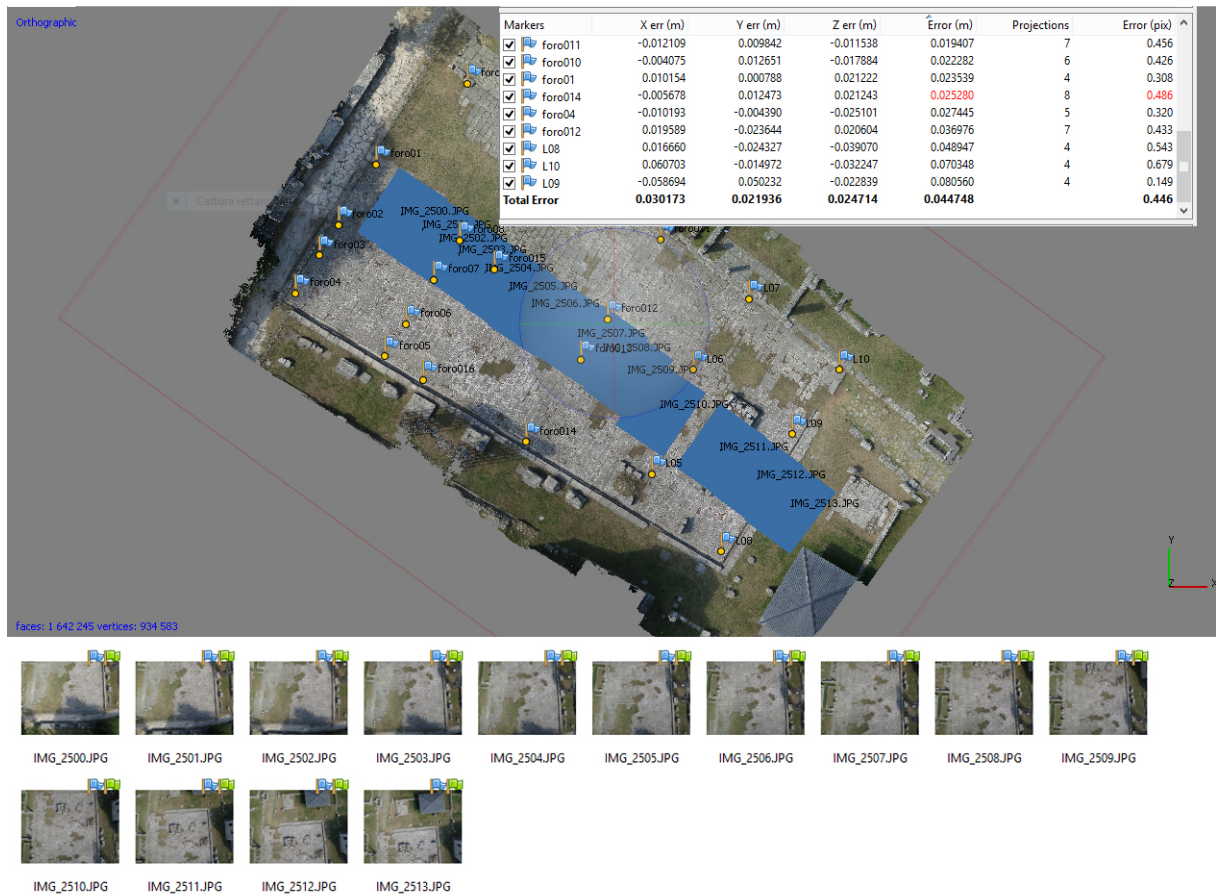 Orthographic
Markers X err (m) Y err (m) Z err (m) Error (m) Projections Error (pix)
foro011 -0.012109 0.009842 -0.011538 0.019407 7 0.456
foro010 -0.004075 0.012651 -0.017884 0.022282 6 0.426
foro01 0.010154 0.000788 0.021222 0.023539 4 0.308
foro014 -0.005678 0.012473 0.021243 0.025280 8 0.486
foro04 -0.010193 -0.004390 -0.025101 0.027445 5 0.320
foro012 0.019589 -0.023644 0.020604 0.036976 7 0.433
L08 0.016660 -0.024327 -0.039070 0.048947 4 0.543
L10 0.060703 -0.014972 -0.032247 0.070348 4 0.679
L09 -0.058694 0.050232 -0.022839 0.080560 4 0.149
Total Error 0.030173 0.021936 0.024714 0.044748 0.446
foro
foro01
Cattura
IMG_2500.JPG
foro02
foro08
IMG_2502.JPG
foro011
foro03
IMG_2503.JPG
foro015
foro07
IMG_2504.JPG
foro04
IMG_2505.JPG
L07
IMG_2506.JPG
foro012
foro06
IMG_2507.JPG
foro05
IMG_2508.JPG
L06
L10
foro016
IMG_2509.JPG
IMG_2510.JPG
foro014
L09
IMG_2511.JPG
L05
IMG_2512.JPG
IMG_2513.JPG
L08
Y
Z
X
faces: 1 642 245 vertices: 934 583
IMG_2500.JPG IMG_2501.JPG IMG_2502.JPG IMG_2503.JPG IMG_2504.JPG IMG_2505.JPG IMG_2506.JPG IMG_2507.JPG IMG_2508.JPG IMG_2509.JPG
IMG_2510.JPG IMG_2511.JPG IMG_2512.JPG IMG_2513.JPG